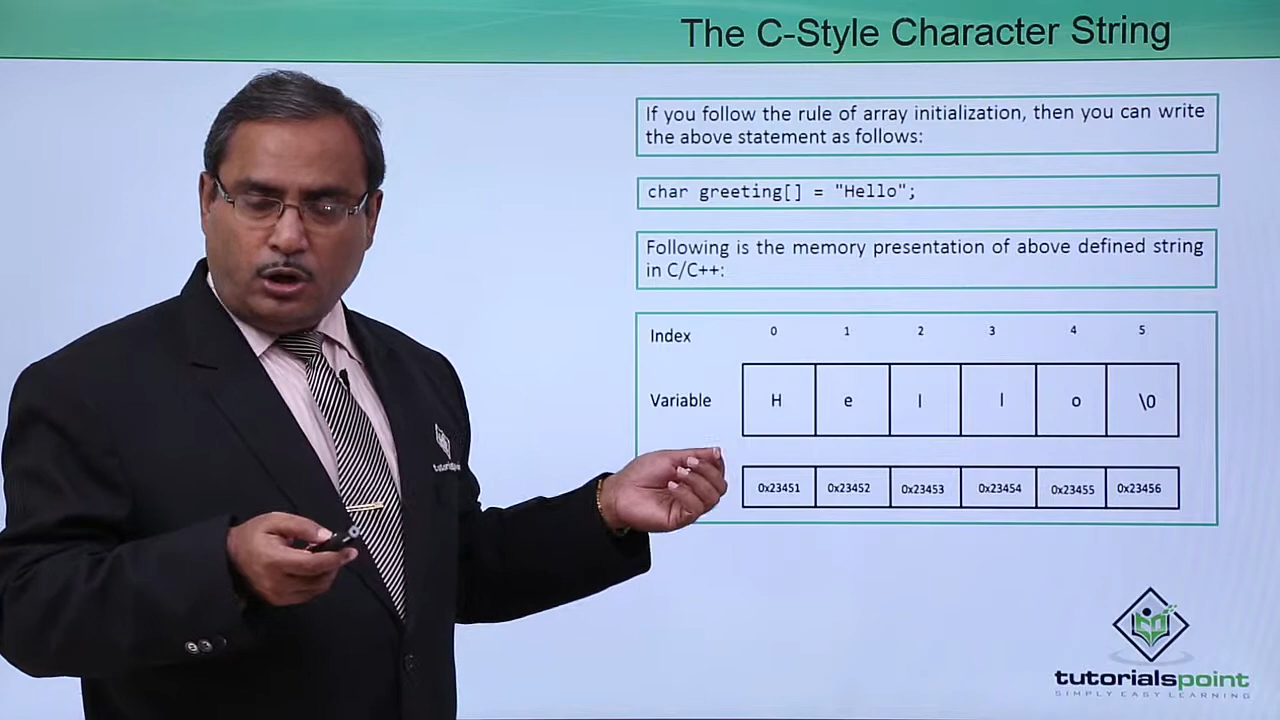 The C-Style Character String
If you follow the rule of array initialization, then you can write
the above statement as follows:
char greeting[] = "Hello";
Following is the memory presentation of above defined string
in C/C++:
Index 0 1 2 3 4 5
Variable H e l l o \0
0x23451 0x23452 0x23453 0x23454 0x23455 0x23456
tutorialspoint
tutorialspoint
SIMPLY EASY LEARNING